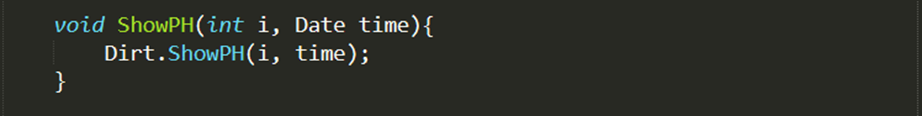 void ShowPH(int i, Date time){
Dirt.ShowPH(i, time);
}